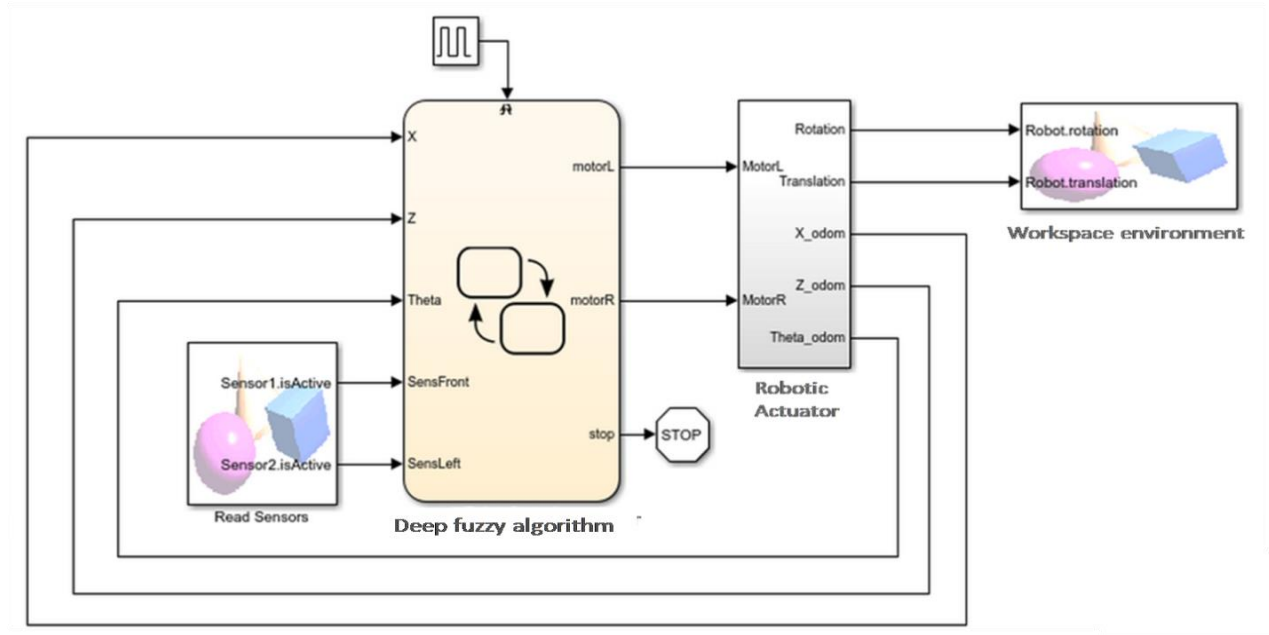 X
Z
Theta
SensFront
SensLeft
motorL
motorR
stop
Deep fuzzy algorithm
Sensor1.isActive
Sensor2.isActive
Read Sensors
STOP
MotorL
MotorR
Rotation
Translation
X_odom
Z_odom
Theta_odom
Robotic
Actuator
Robot.rotation
Robot.translation
Workspace environment